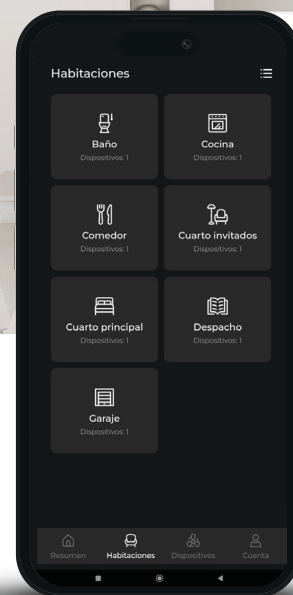 Habitaciones
Baño
Dispositivos: 1
Cocina
Dispositivos: 1
Comedor
Dispositivos: 1
Cuarto invitados
Dispositivos: 1
Cuarto principal
Dispositivos: 1
Despacho
Dispositivos: 1
Garaje
Dispositivos: 1
Resumen
Habitaciones
Dispositivos
Cuenta